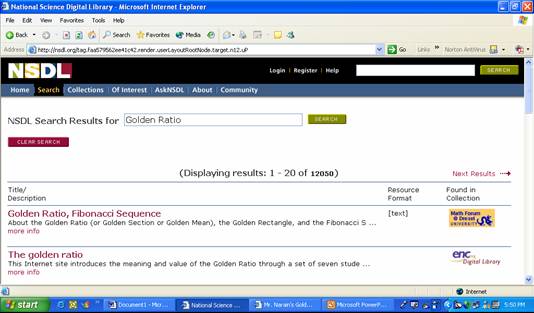 National Science Digital Library - Microsoft Internet Explorer
File Edit View Favorites Tools Help
Back Search Favorites Media
Address http://nsdl.org/tag.faa579562ee41c42.render.userLayoutRootNode.target.n12.uP Go Links » Norton AntiVirus
NSDL
Login | Register | Help SEARCH
Home Search Collections Of Interest AskNSDL About Community
NSDL Search Results for Golden Ratio SEARCH
CLEAR SEARCH
(Displaying results: 1 - 20 of 12050) Next Results
Title/ Resource Found in
Description Format Collection
Golden Ratio, Fibonacci Sequence [text] Math Forum
About the Golden Ratio (or Golden Section or Golden Mean), the Golden Rectangle, and the Fibonacci S ... @ Drexel
more info UNIVERSITY
The golden ratio enc
This Internet site introduces the meaning and value of the Golden Ratio through a set of seven stude ... Digital Library
more info
Internet
start Document1 - Micr... National Science ... Mr. Narain's Gold... Microsoft PowerP... 5:50 PM